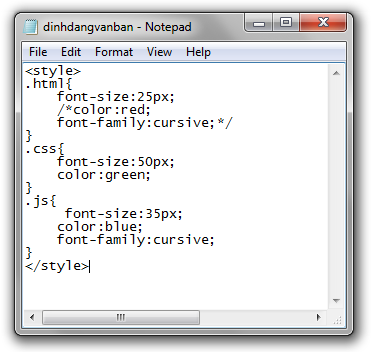 dinhdangvanban - Notepad
File Edit Format View Help
<style>
.html{
    font-size:25px;
    /*color:red;
    font-family:cursive;*/
}
.css{
    font-size:50px;
    color:green;
}
.js{
     font-size:35px;
    color:blue;
    font-family:cursive;
}
</style>